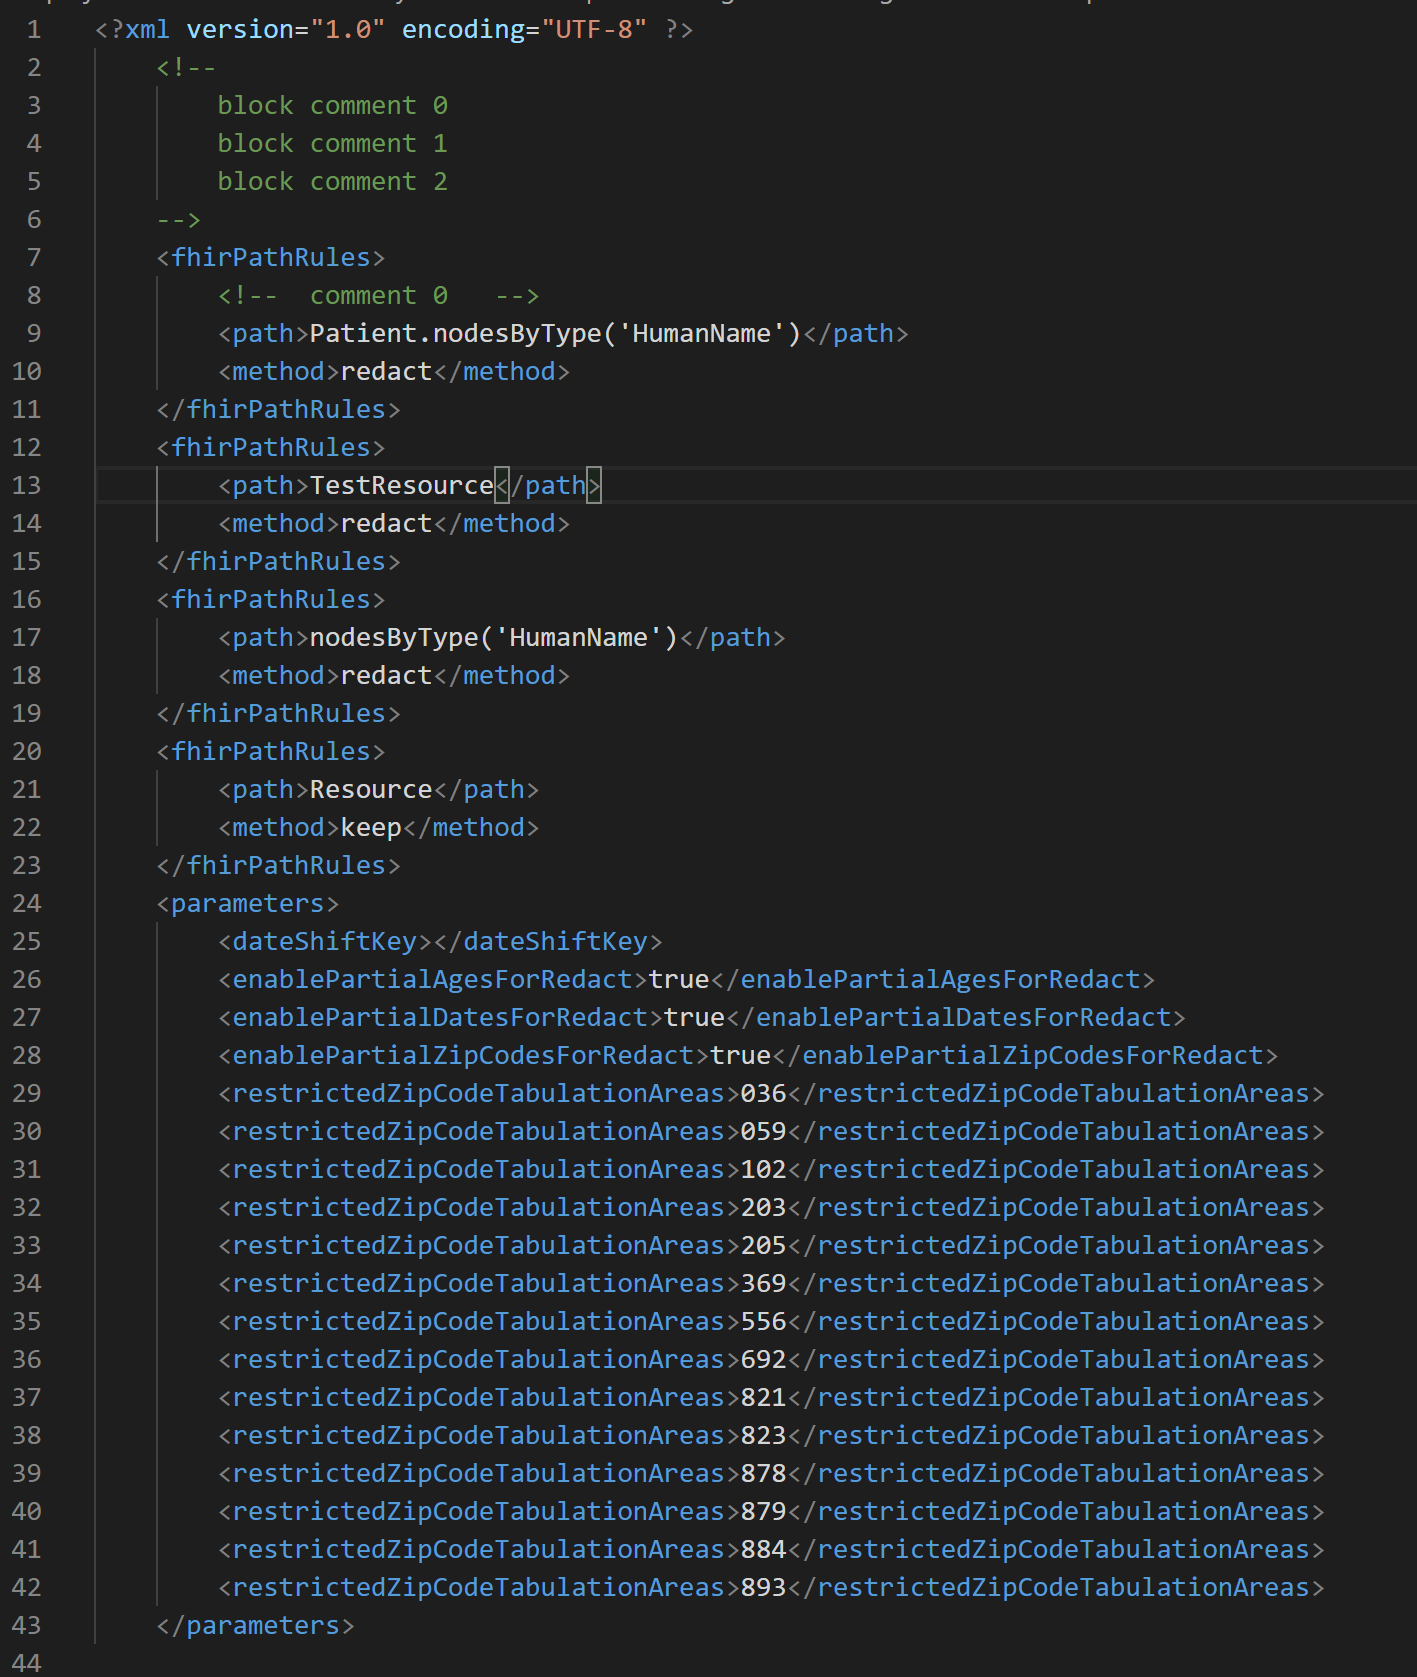 1 <?xml version="1.0" encoding="UTF-8" ?>
2 <!--
3 block comment 0
4 block comment 1
5 block comment 2
6 -->
7 <fhirPathRules>
8 <!--  comment 0   -->
9 <path>Patient.nodesByType('HumanName')</path>
10 <method>redact</method>
11 </fhirPathRules>
12 <fhirPathRules>
13 <path>TestResource</path>
14 <method>redact</method>
15 </fhirPathRules>
16 <fhirPathRules>
17 <path>nodesByType('HumanName')</path>
18 <method>redact</method>
19 </fhirPathRules>
20 <fhirPathRules>
21 <path>Resource</path>
22 <method>keep</method>
23 </fhirPathRules>
24 <parameters>
25 <dateShiftKey></dateShiftKey>
26 <enablePartialAgesForRedact>true</enablePartialAgesForRedact>
27 <enablePartialDatesForRedact>true</enablePartialDatesForRedact>
28 <enablePartialZipCodesForRedact>true</enablePartialZipCodesForRedact>
29 <restrictedZipCodeTabulationAreas>036</restrictedZipCodeTabulationAreas>
30 <restrictedZipCodeTabulationAreas>059</restrictedZipCodeTabulationAreas>
31 <restrictedZipCodeTabulationAreas>102</restrictedZipCodeTabulationAreas>
32 <restrictedZipCodeTabulationAreas>203</restrictedZipCodeTabulationAreas>
33 <restrictedZipCodeTabulationAreas>205</restrictedZipCodeTabulationAreas>
34 <restrictedZipCodeTabulationAreas>369</restrictedZipCodeTabulationAreas>
35 <restrictedZipCodeTabulationAreas>556</restrictedZipCodeTabulationAreas>
36 <restrictedZipCodeTabulationAreas>692</restrictedZipCodeTabulationAreas>
37 <restrictedZipCodeTabulationAreas>821</restrictedZipCodeTabulationAreas>
38 <restrictedZipCodeTabulationAreas>823</restrictedZipCodeTabulationAreas>
39 <restrictedZipCodeTabulationAreas>878</restrictedZipCodeTabulationAreas>
40 <restrictedZipCodeTabulationAreas>879</restrictedZipCodeTabulationAreas>
41 <restrictedZipCodeTabulationAreas>884</restrictedZipCodeTabulationAreas>
42 <restrictedZipCodeTabulationAreas>893</restrictedZipCodeTabulationAreas>
43 </parameters>
44